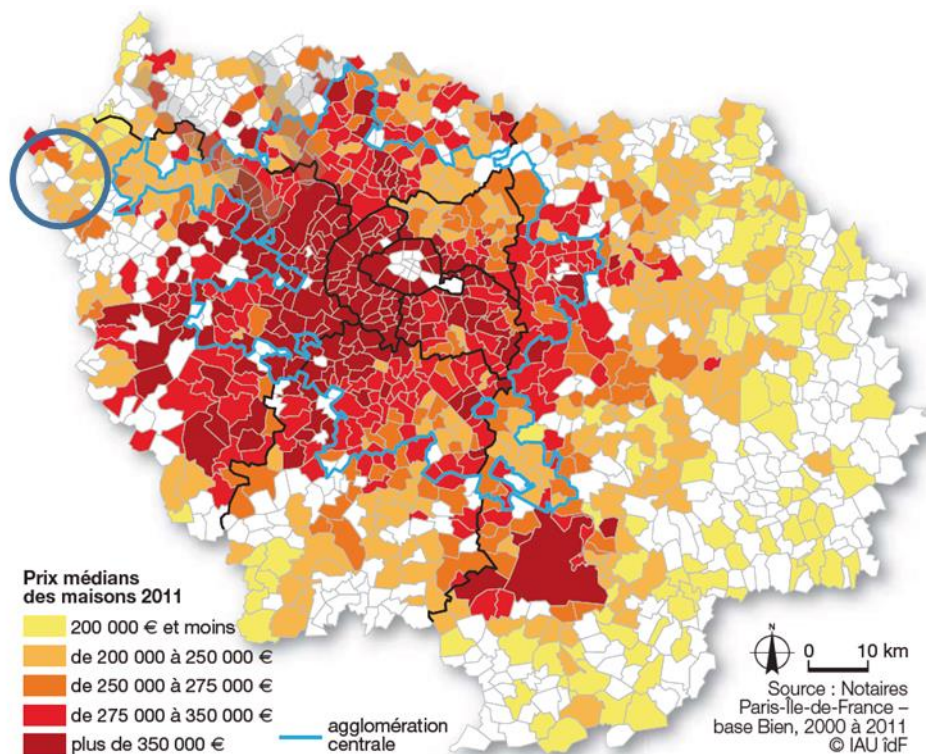 Prix médians
des maisons 2011
200 000 € et moins
de 200 000 à 250 000 €
de 250 000 à 275 000 €
de 275 000 à 350 000 €
plus de 350 000 €
agglomération
centrale
N
0 10 km
Source : Notaires
Paris-Île-de-France –
base Bien, 2000 à 2011
© IAU îdF